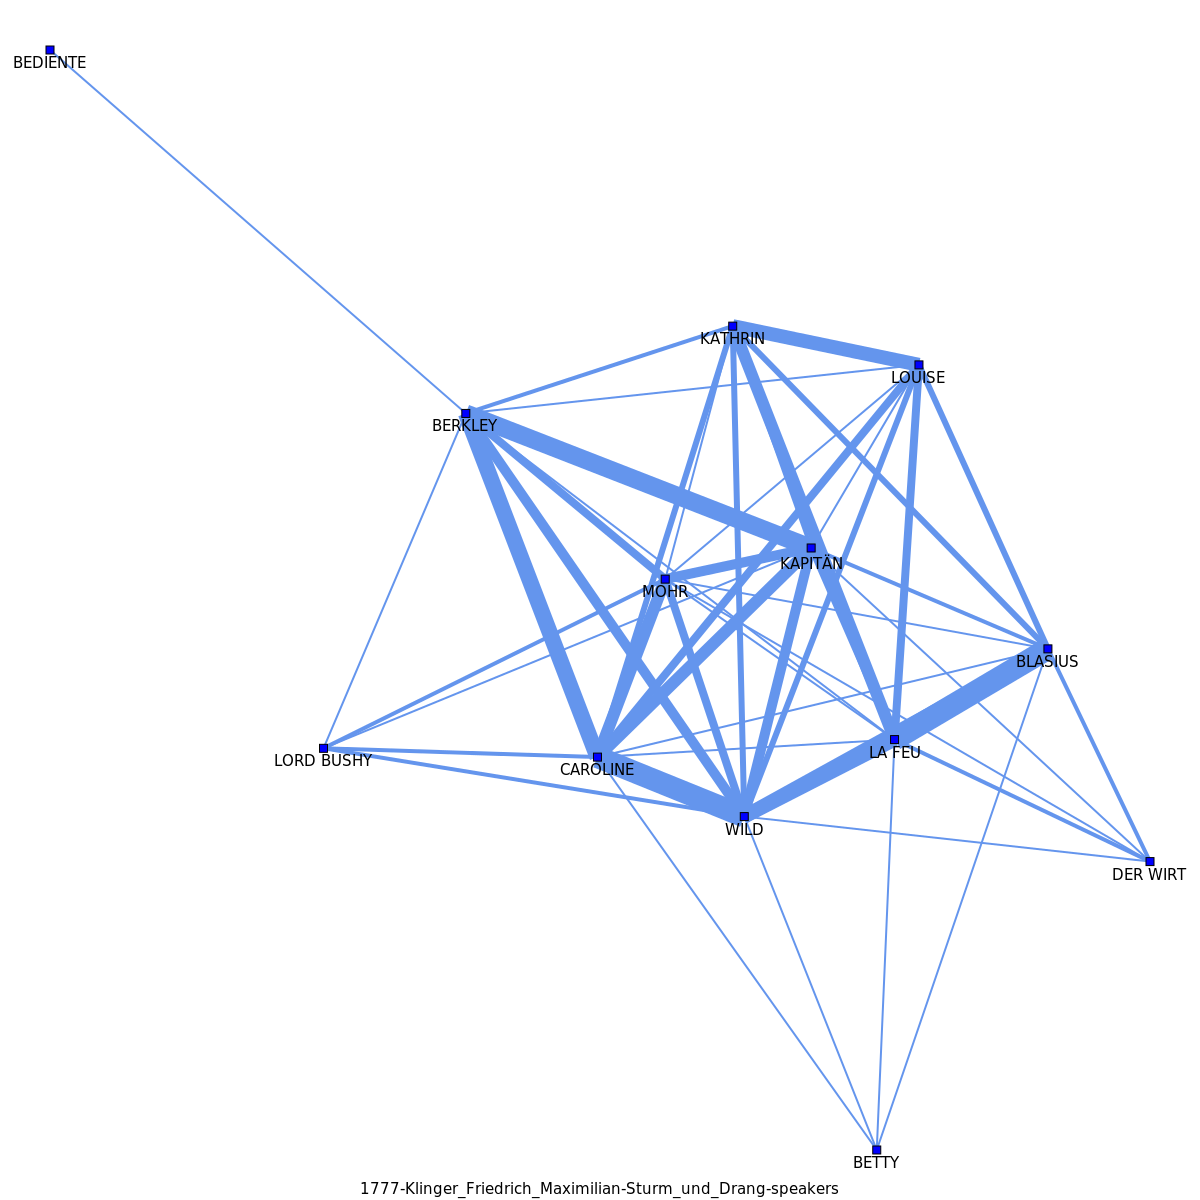 BEDIENTE
KATHRIN
LOUISE
BERKLEY
KAPITÄN
MOHR
BLASIUS
LA FEU
LORD BUSHY
CAROLINE
WILD
DER WIRT
BETTY
1777-Klinger_Friedrich_Maximilian-Sturm_und_Drang-speakers